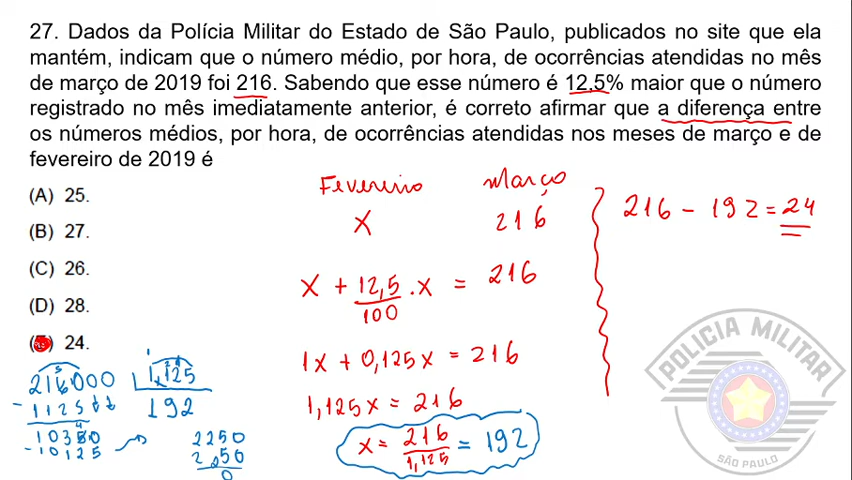 27. Dados da Polícia Militar do Estado de São Paulo, publicados no site que ela
mantém, indicam que o número médio, por hora, de ocorrências atendidas no mês
de março de 2019 foi 216. Sabendo que esse número é 12,5% maior que o número
registrado no mês imediatamente anterior, é correto afirmar que a diferença entre
os números médios, por hora, de ocorrências atendidas nos meses de março e de
fevereiro de 2019 é
(A) 25.
(B) 27.
(C) 26.
(D) 28.
24.
Fevereiro Março
X 216
X + 12,5/100 . X = 216
1X + 0,125X = 216
1,125X = 216
X = 216/1,125 = 192
216 - 192 = 24
216000 1,125
- 1125 192
10350
- 10125
2250
2250
0
POLICIA MILITAR
SÃO PAULO